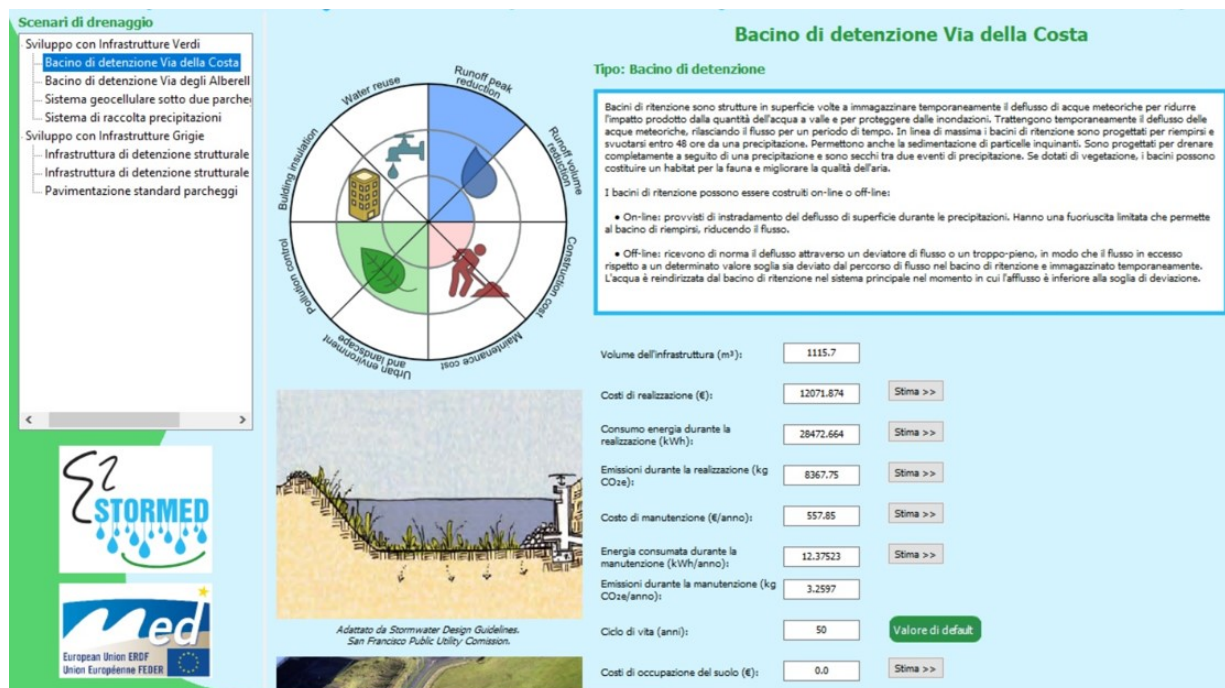 Scenari di drenaggio
Sviluppo con Infrastrutture Verdi
Bacino di detenzione Via della Costa
Bacino di detenzione Via degli Alberell
Sistema geocellulare sotto due parche
Sistema di raccolta precipitazioni
Sviluppo con Infrastrutture Grigie
Infrastruttura di detenzione strutturale
Infrastruttura di detenzione strutturale
Pavimentazione standard parcheggi
E2STORMED
med
European Union ERDF
Union Européenne FEDER
Water reuse
Runoff peak
reduction
Runoff volume
reduction
Construction cost
Maintenance cost
Urban environment
and landscape
Pollution control
Bulding insulation
Adattato da Stormwater Design Guidelines.
San Francisco Public Utility Comission.
Bacino di detenzione Via della Costa
Tipo: Bacino di detenzione
Bacini di ritenzione sono strutture in superficie volte a immagazzinare temporaneamente il deflusso di acque meteoriche per ridurre
l'impatto prodotto dalla quantità dell'acqua a valle e per proteggere dalle inondazioni. Trattengono temporaneamente il deflusso delle
acque meteoriche, rilasciando il flusso per un periodo di tempo. In linea di massima i bacini di ritenzione sono progettati per riempirsi e
svuotarsi entro 48 ore da una precipitazione. Permettono anche la sedimentazione di particelle inquinanti. Sono progettati per drenare
completamente a seguito di una precipitazione e sono secchi tra due eventi di precipitazione. Se dotati di vegetazione, i bacini possono
costituire un habitat per la fauna e migliorare la qualità dell'aria.
I bacini di ritenzione possono essere costruiti on-line o off-line:
• On-line: provvisti di instradamento del deflusso di superficie durante le precipitazioni. Hanno una fuoriuscita limitata che permette
al bacino di riempirsi, riducendo il flusso.
• Off-line: ricevono di norma il deflusso attraverso un deviatore di flusso o un troppo-pieno, in modo che il flusso in eccesso
rispetto a un determinato valore soglia sia deviato dal percorso di flusso nel bacino di ritenzione e immagazzinato temporaneamente.
L'acqua è reindirizzata dal bacino di ritenzione nel sistema principale nel momento in cui l'afflusso è inferiore alla soglia di deviazione.
Volume dell'infrastruttura (m³): 1115.7
Costi di realizzazione (€): 12071.874 Stima >>
Consumo energia durante la
realizzazione (kWh): 28472.664 Stima >>
Emissioni durante la realizzazione (kg
CO2e): 8367.75 Stima >>
Costo di manutenzione (€/anno): 557.85 Stima >>
Energia consumata durante la
manutenzione (kWh/anno): 12.37523 Stima >>
Emissioni durante la manutenzione (kg
CO2e/anno): 3.2597
Ciclo di vita (anni): 50 Valore di default
Costi di occupazione del suolo (€): 0.0 Stima >>